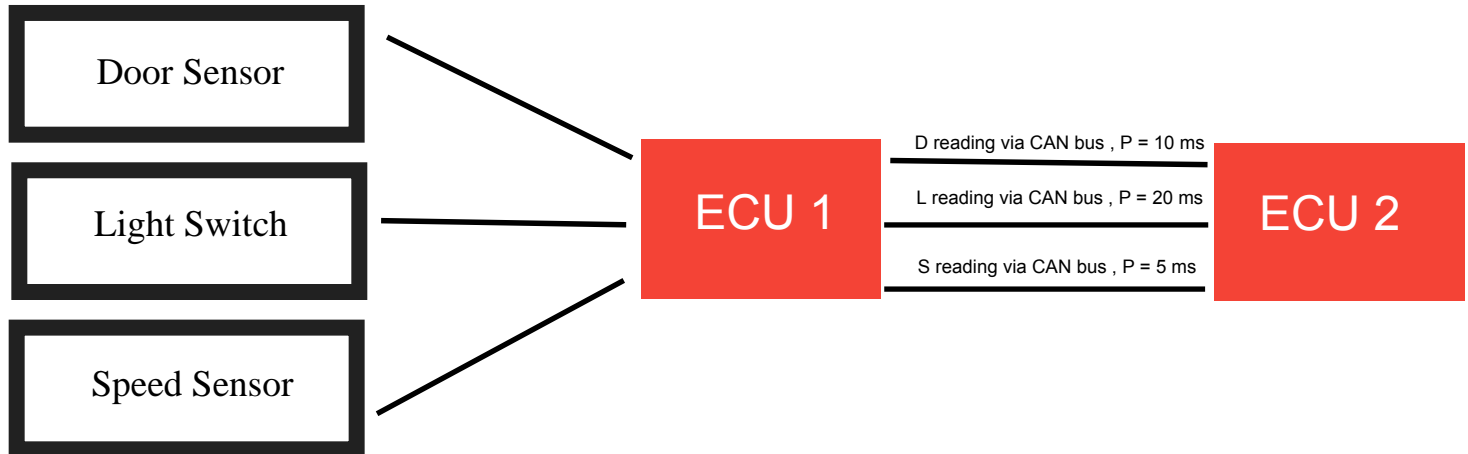 Door Sensor
Light Switch
Speed Sensor
ECU 1
D reading via CAN bus , P = 10 ms
L reading via CAN bus , P = 20 ms
S reading via CAN bus , P = 5 ms
ECU 2